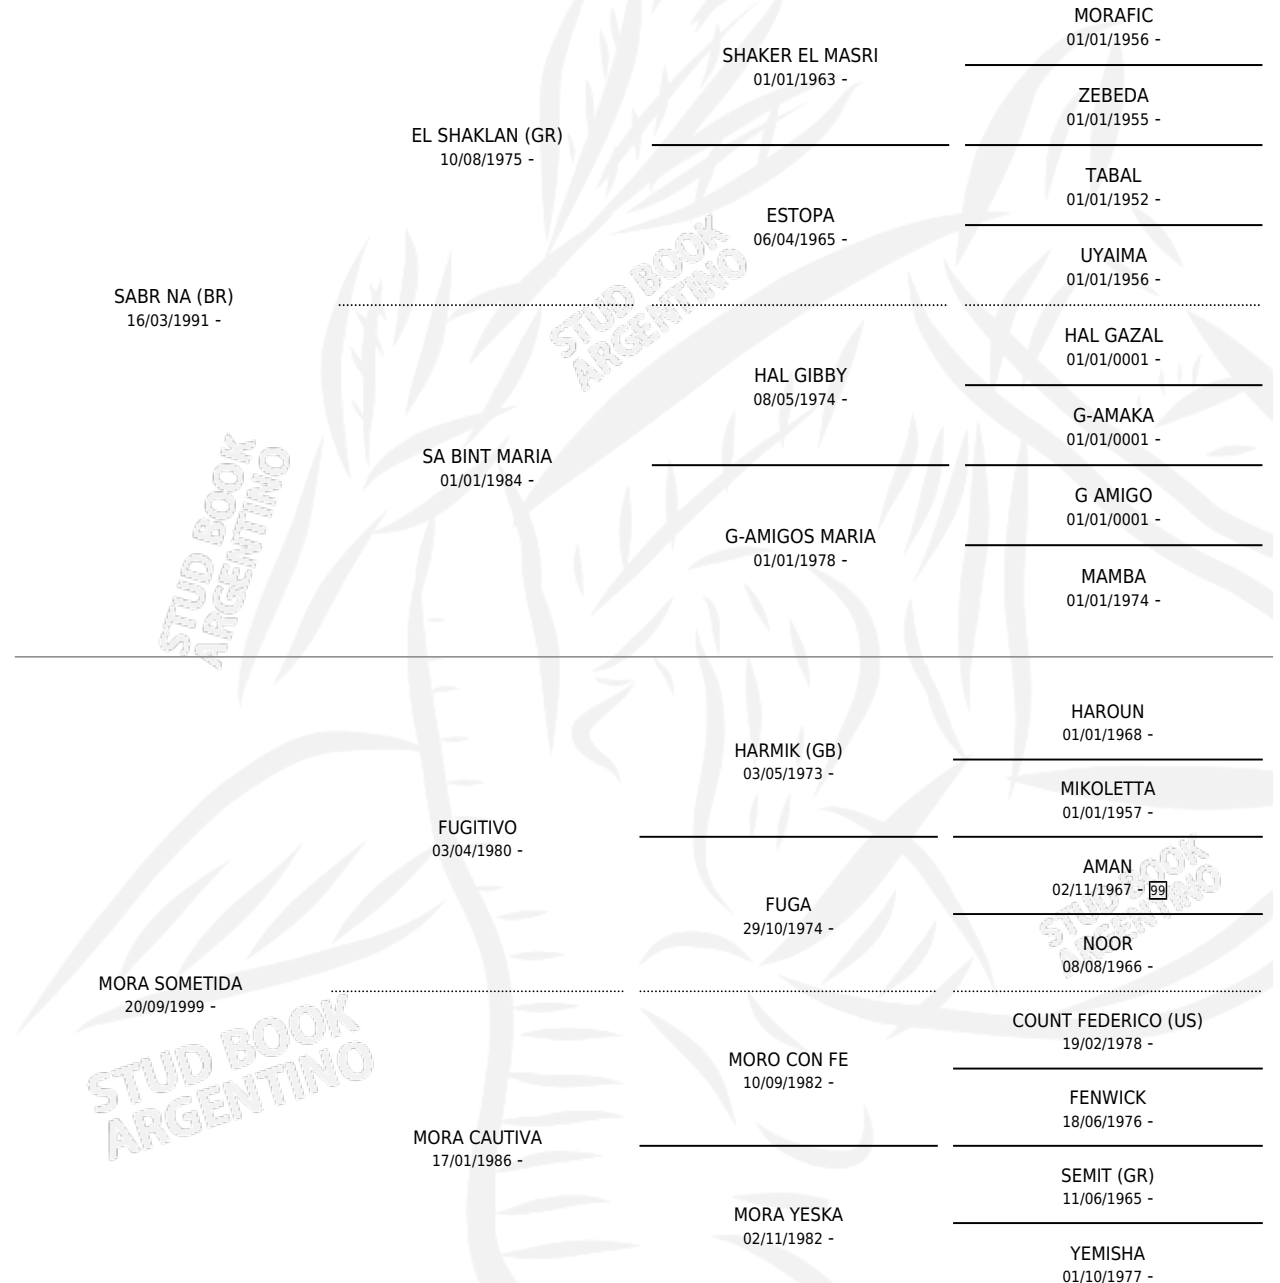 MORAFIC
01/01/1956 -
SHAKER EL MASRI
01/01/1963 -
ZEBEDA
01/01/1955 -
EL SHAKLAN (GR)
10/08/1975 -
TABAL
01/01/1952 -
ESTOPA
06/04/1965 -
UYAIMA
01/01/1956 -
SABR NA (BR)
16/03/1991 -
HAL GAZAL
01/01/0001 -
HAL GIBBY
08/05/1974 -
G-AMAKA
01/01/0001 -
SA BINT MARIA
01/01/1984 -
G AMIGO
01/01/0001 -
G-AMIGOS MARIA
01/01/1978 -
MAMBA
01/01/1974 -
HAROUN
01/01/1968 -
HARMIK (GB)
03/05/1973 -
MIKOLETTA
01/01/1957 -
FUGITIVO
03/04/1980 -
AMAN
02/11/1967 - 99
FUGA
29/10/1974 -
NOOR
08/08/1966 -
MORA SOMETIDA
20/09/1999 -
COUNT FEDERICO (US)
19/02/1978 -
MORO CON FE
10/09/1982 -
FENWICK
18/06/1976 -
MORA CAUTIVA
17/01/1986 -
SEMIT (GR)
11/06/1965 -
MORA YESKA
02/11/1982 -
YEMISHA
01/10/1977 -
STUD BOOK
ARGENTINO
STUD BOOK
ARGENTINO
STUD BOOK
ARGENTINO
STUD BOOK
ARGENTINO